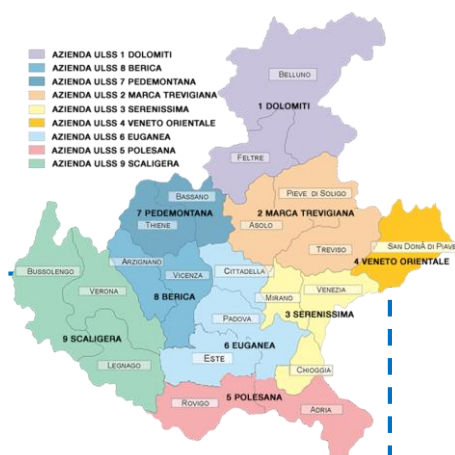 AZIENDA ULSS 1 DOLOMITI
AZIENDA ULSS 8 BERICA
AZIENDA ULSS 7 PEDEMONTANA
AZIENDA ULSS 2 MARCA TREVIGIANA
AZIENDA ULSS 3 SERENISSIMA
AZIENDA ULSS 4 VENETO ORIENTALE
AZIENDA ULSS 6 EUGANEA
AZIENDA ULSS 5 POLESANA
AZIENDA ULSS 9 SCALIGERA
BELLUNO
1 DOLOMITI
FELTRE
BASSANO
PIEVE DI SOLIGO
7 PEDEMONTANA
2 MARCA TREVIGIANA
THIENE
ASOLO
TREVISO
SAN DONÀ DI PIAVE
4 VENETO ORIENTALE
ARZIGNANO
BUSSOLENGO
VICENZA
CITTADELLA
VERONA
8 BERICA
MIRANO
VENEZIA
3 SERENISSIMA
PADOVA
9 SCALIGERA
6 EUGANEA
LEGNAGO
ESTE
CHIOGGIA
5 POLESANA
ROVIGO
ADRIA